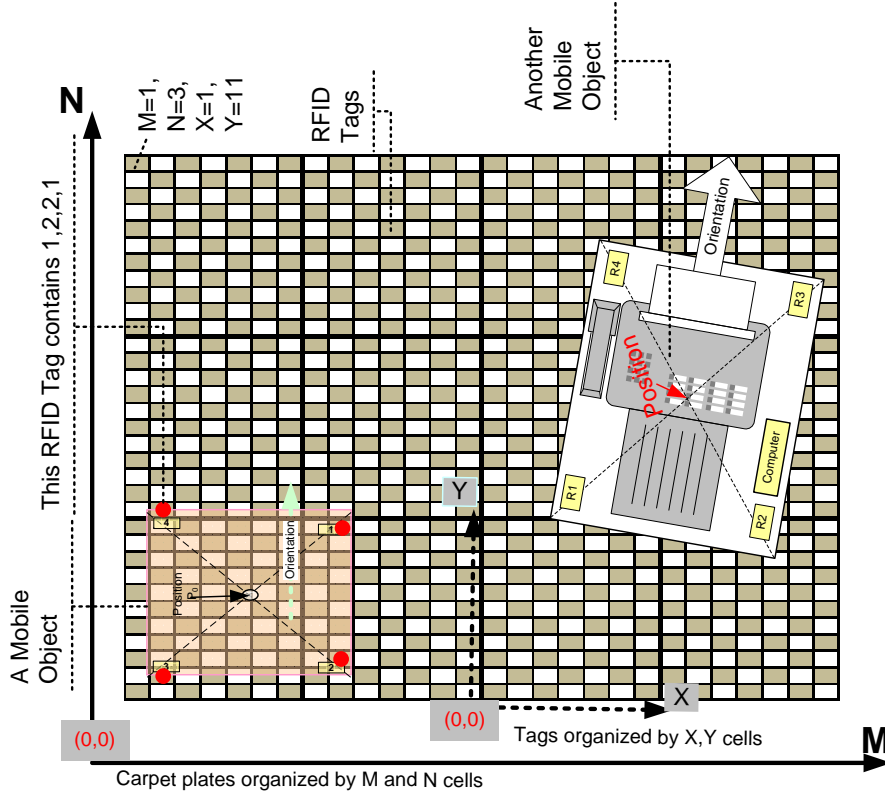 N
M=1,
N=3,
X=1,
Y=11
RFID
Tags
Another
Mobile
Object
This RFID Tag contains 1,2,2,1
Orientation
R4
R3
Position
R1
Computer
R2
Y
4
1
Orientation
Position
P0
3
2
A Mobile
Object
X
(0,0)
(0,0)
Tags organized by X,Y cells
M
Carpet plates organized by M and N cells